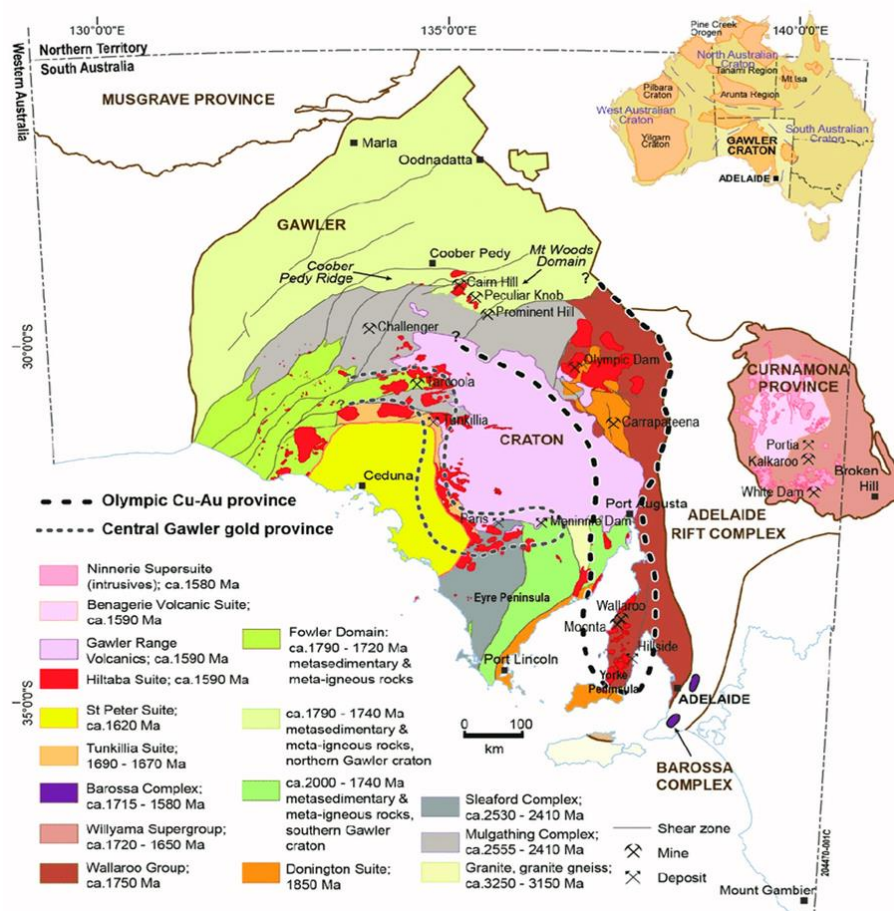 130°0'0"E
135°0'0"E
140°0'0"E
Northern Territory
South Australia
Western Australia
MUSGRAVE PROVINCE
Marla
Oodnadatta
Pine Creek
Orogen
North Australian
Craton
Tanami Region
Mt Isa
Pilbara
Craton
Arunta Region
West Australian
Craton
Yilgarn
Craton
South Australian
Craton
GAWLER
CRATON
ADELAIDE
GAWLER
Coober Pedy
Mt Woods
Domain
Coober
Pedy Ridge
Cairn Hill
Peculiar Knob
Prominent Hill
?
Challenger
?
30°0'0"S
Olympic Dam
CURNAMONA
PROVINCE
Tarcoola
?
Tunkillia
CRATON
Carrapateena
Portia
Kalkaroo
Broken
Hill
White Dam
Ceduna
Port Augusta
Paris
Meninnie Dam
ADELAIDE
RIFT COMPLEX
Olympic Cu-Au province
Central Gawler gold province
Eyre Peninsula
Wallaroo
Moonta
Hillside
Yorke
Peninsula
Port Lincoln
ADELAIDE
35°0'0"S
0 100
km
BAROSSA
COMPLEX
Ninnerie Supersuite
(intrusives); ca.1580 Ma
Benagerie Volcanic Suite;
ca.1590 Ma
Gawler Range
Volcanics; ca.1590 Ma
Hiltaba Suite; ca.1590 Ma
St Peter Suite;
ca.1620 Ma
Tunkillia Suite;
1690 - 1670 Ma
Barossa Complex;
ca.1715 - 1580 Ma
Willyama Supergroup;
ca.1720 - 1650 Ma
Wallaroo Group;
ca.1750 Ma
Fowler Domain:
ca.1790 - 1720 Ma
metasedimentary &
meta-igneous rocks
ca.1790 - 1740 Ma
metasedimentary &
meta-igneous rocks,
northern Gawler craton
ca.2000 - 1740 Ma
metasedimentary &
meta-igneous rocks,
southern Gawler
craton
Donington Suite;
1850 Ma
Sleaford Complex;
ca.2530 - 2410 Ma
Mulgathing Complex;
ca.2555 - 2410 Ma
Granite, granite gneiss;
ca.3250 - 3150 Ma
Shear zone
Mine
Deposit
Mount Gambier
204470-001C